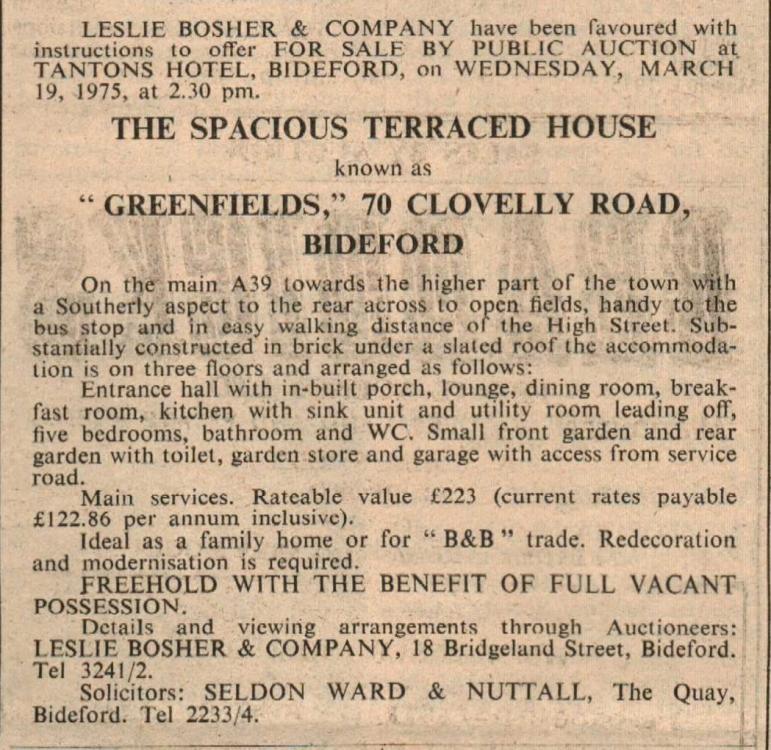 LESLIE BOSHER & COMPANY have been favoured with
instructions to offer FOR SALE BY PUBLIC AUCTION at
TANTONS HOTEL, BIDEFORD, on WEDNESDAY, MARCH
19, 1975, at 2.30 pm.
THE SPACIOUS TERRACED HOUSE
known as
" GREENFIELDS," 70 CLOVELLY ROAD,
BIDEFORD
On the main A39 towards the higher part of the town with
a Southerly aspect to the rear across to open fields, handy to the
bus stop and in easy walking distance of the High Street. Sub-
stantially constructed in brick under a slated roof the accommoda-
tion is on three floors and arranged as follows:
Entrance hall with in-built porch, lounge, dining room, break-
fast room, kitchen with sink unit and utility room leading off,
five bedrooms, bathroom and WC. Small front garden and rear
garden with toilet, garden store and garage with access from service
road.
Main services. Rateable value £223 (current rates payable
£122.86 per annum inclusive).
Ideal as a family home or for " B&B " trade. Redecoration
and modernisation is required.
FREEHOLD WITH THE BENEFIT OF FULL VACANT
POSSESSION.
Details and viewing arrangements through Auctioneers:
LESLIE BOSHER & COMPANY, 18 Bridgeland Street, Bideford.
Tel 3241/2.
Solicitors: SELDON WARD & NUTTALL, The Quay,
Bideford. Tel 2233/4.